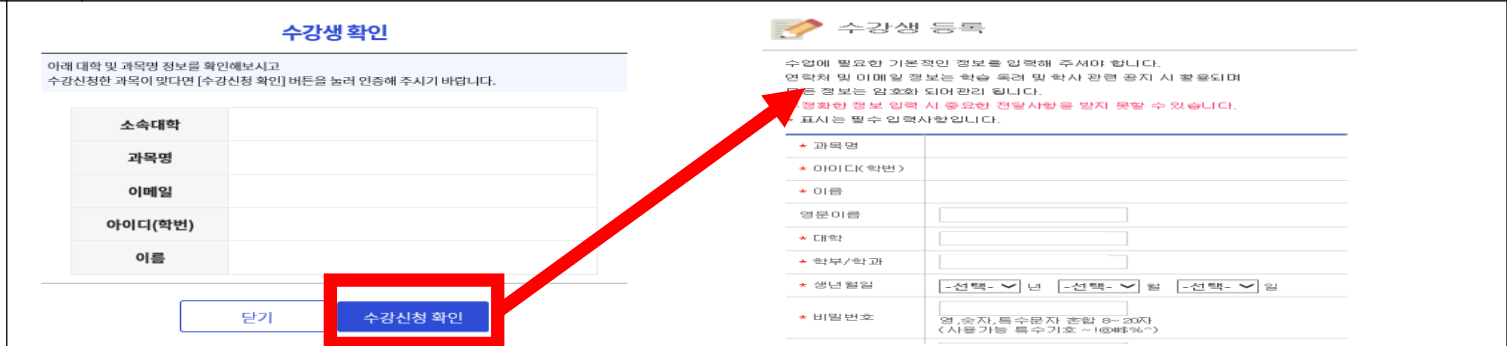 수강생 확인
아래 대학 및 과목명 정보를 확인해보시고
수강신청한 과목이 맞다면 [수강신청 확인] 버튼을 눌러 인증해 주시기 바랍니다.
소속대학
과목명
이메일
아이디(학번)
이름
닫기
수강신청 확인
수강생 등록
수업에 필요한 기본적인 정보를 입력해 주셔야 합니다.
연락처 및 이메일 정보는 학습 독려 및 학사 관련 공지 시 활용되며
정보는 암호화 되며관리 됩니다.
정보 입력 시 중요한 전달사항을 받지 못할 수 있습니다.
표시는 필수 입력사항입니다.
* 과목명
* 아이디(학번)
* 이름
영문이름
* 대학
* 학부/학과
* 생년월일 -선택- 년 -선택- 월 -선택- 일
* 비밀번호
영,숫자,특수문자 혼합 8~20자
(사용가능 특수기호 ~!@#$%^)